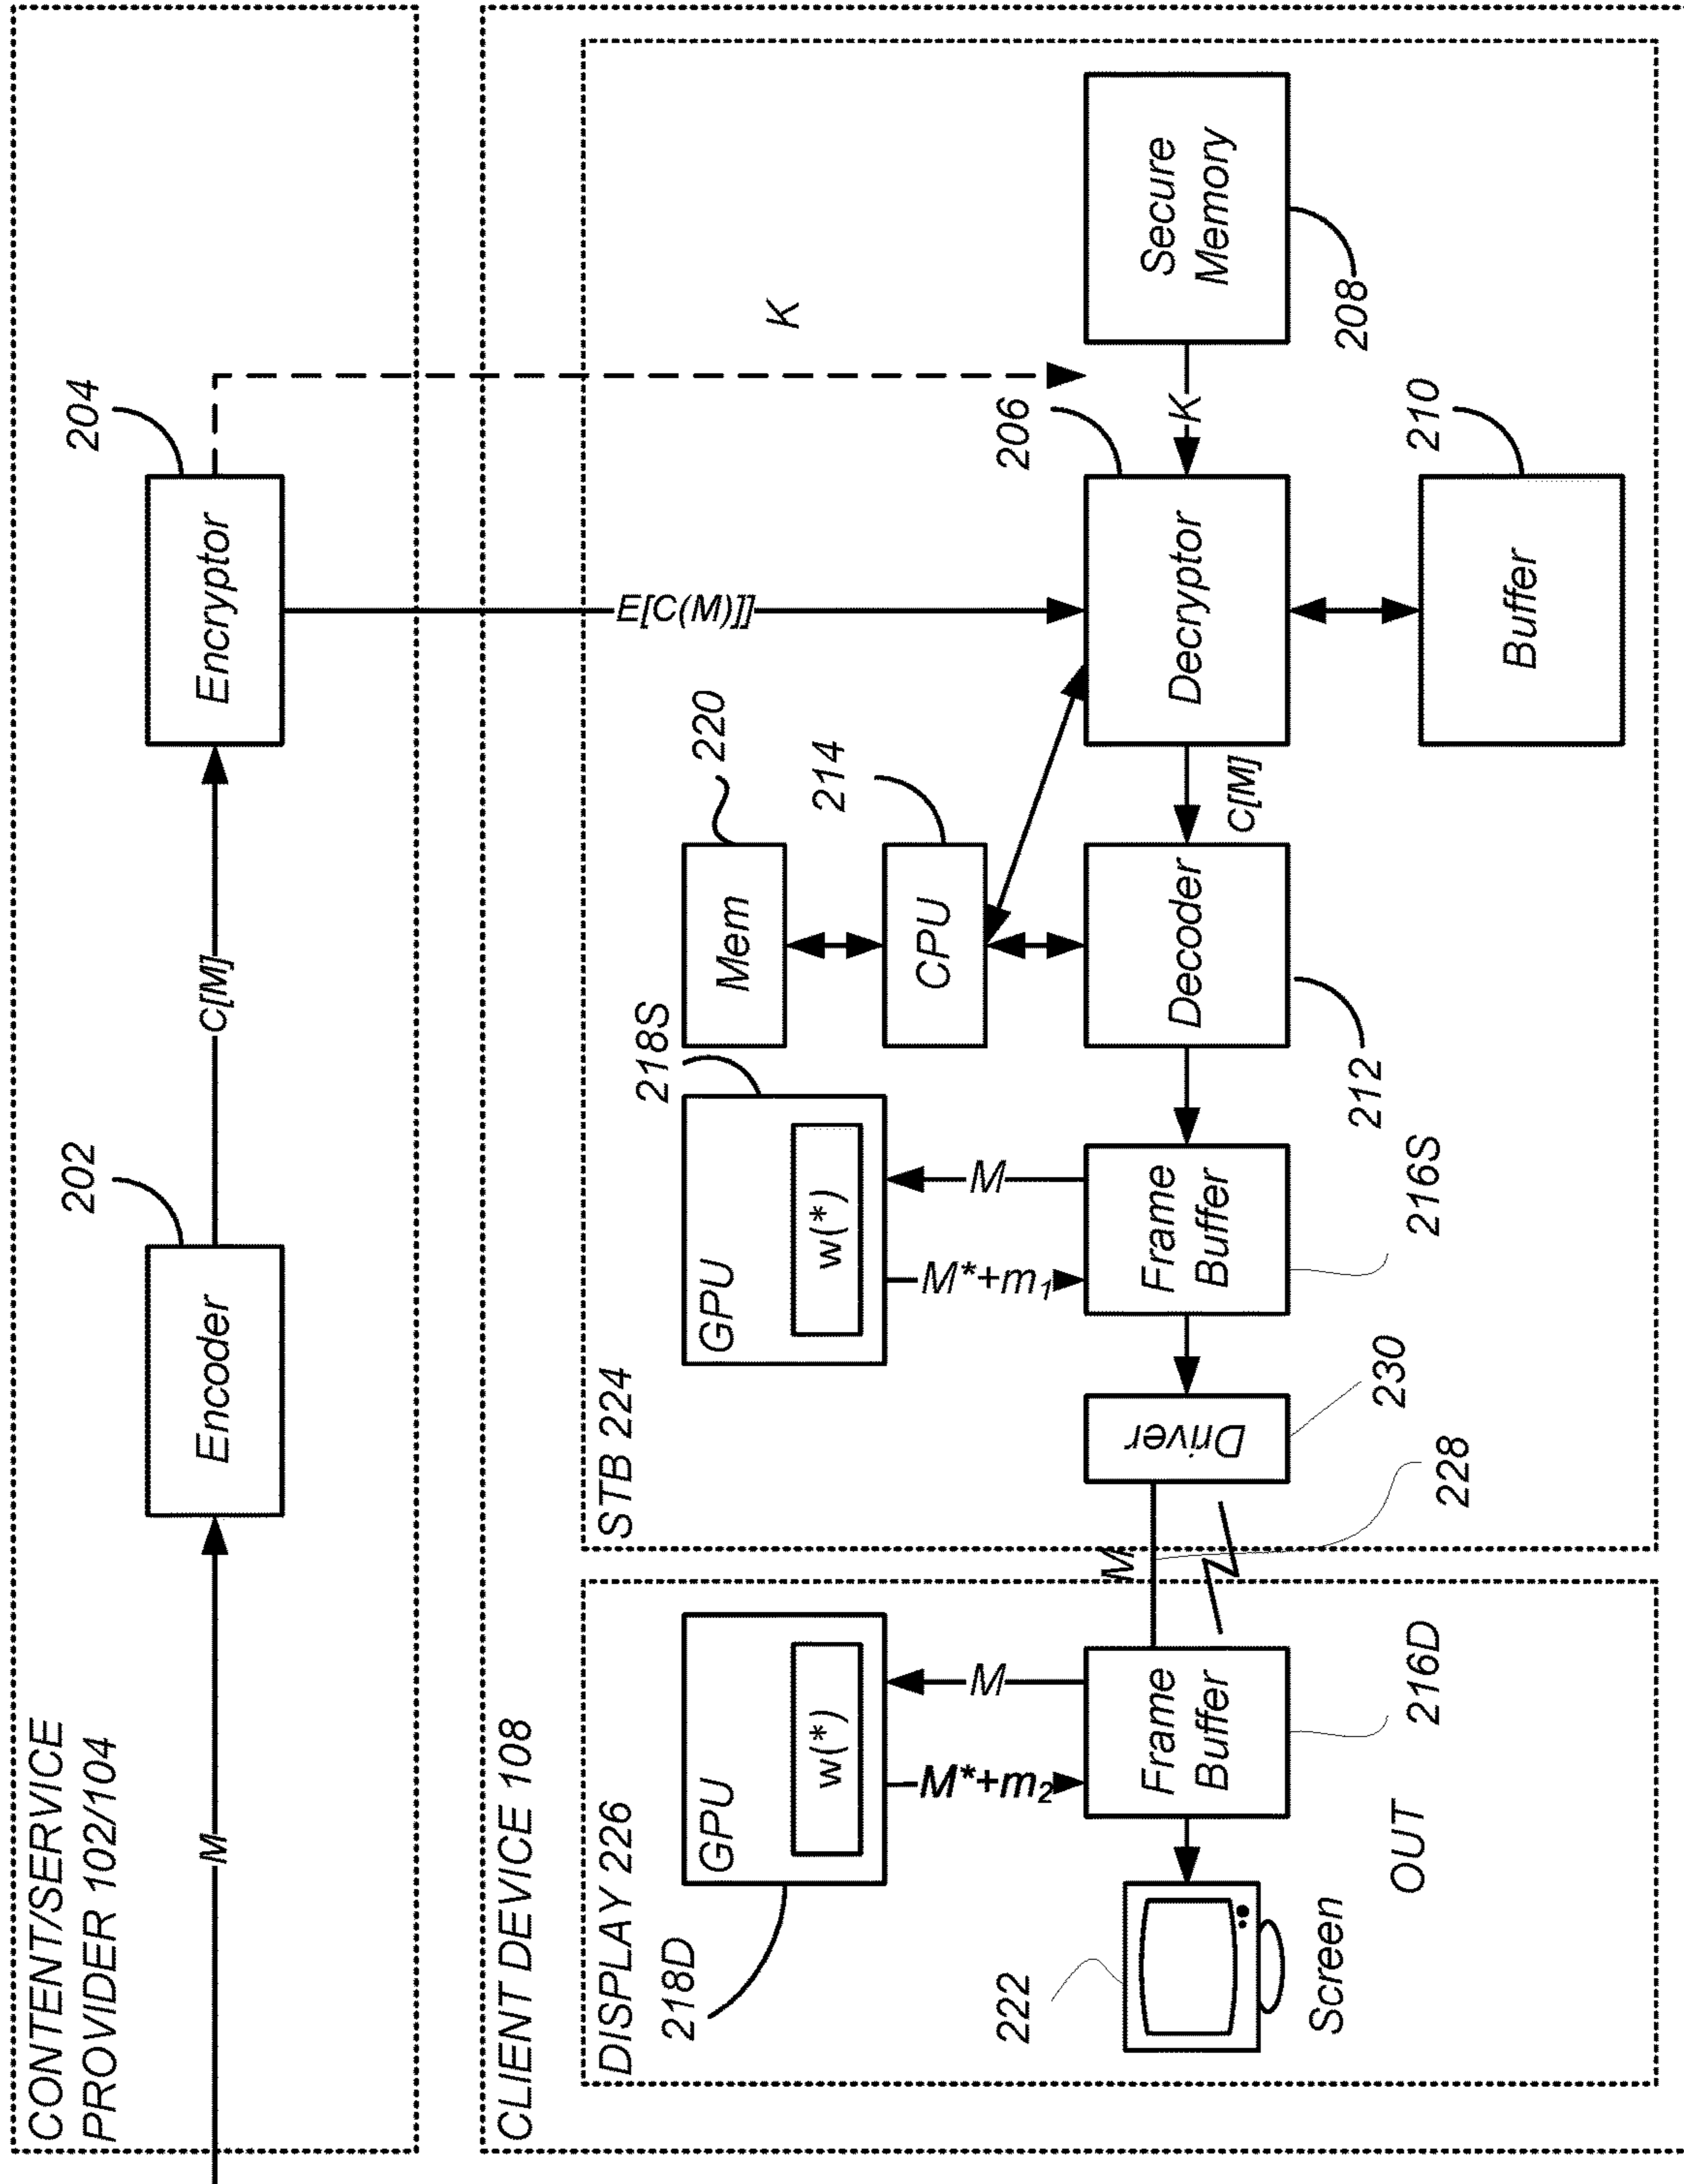 CONTENT/SERVICE
PROVIDER 102/104
M
202
Encoder
C[M]
204
Encryptor
K
E[C(M)]]
CLIENT DEVICE 108
DISPLAY 226
218D
GPU
w(*)
M*+m2
M
222
Screen
Frame
Buffer
216D
OUT
M
228
STB 224
218S
GPU
w(*)
M*+m1
M
Driver
230
Frame
Buffer
216S
220
Mem
214
CPU
Decoder
212
C[M]
206
Decryptor
K
Secure
Memory
208
210
Buffer